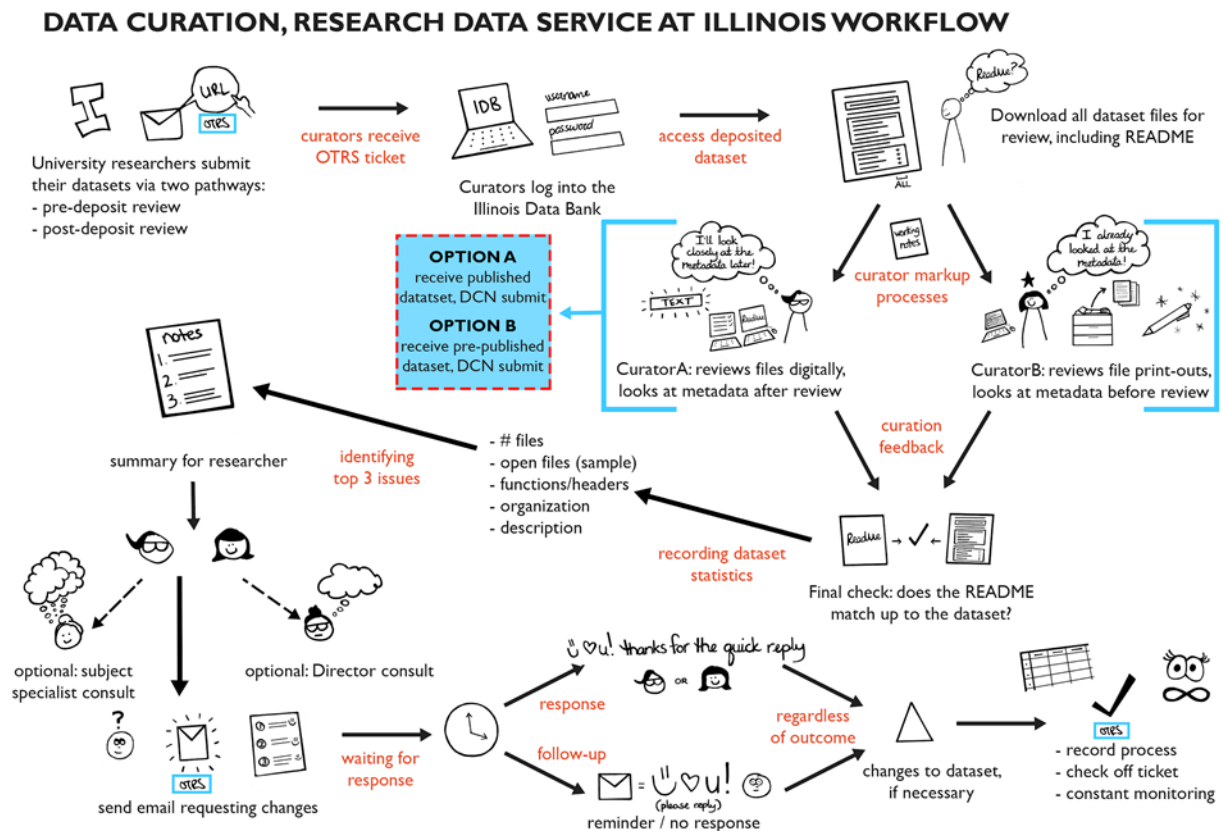 DATA CURATION, RESEARCH DATA SERVICE AT ILLINOIS WORKFLOW
URL
OTRS
University researchers submit
their datasets via two pathways:
- pre-deposit review
- post-deposit review
curators receive
OTRS ticket
IDB
username
password
Curators log into the
Illinois Data Bank
access deposited
dataset
ALL
Readme?
Download all dataset files for
review, including README
working
notes
curator markup
processes
OPTION A
receive published
datatset, DCN submit
OPTION B
receive pre-published
dataset, DCN submit
I'll look
closely at the
metadata later!
TEXT
Readme
CuratorA: reviews files digitally,
looks at metadata after review
I already
looked at the
metadata!
CuratorB: reviews file print-outs,
looks at metadata before review
curation
feedback
Readme
Final check: does the README
match up to the dataset?
recording dataset
statistics
- # files
- open files (sample)
- functions/headers
- organization
- description
identifying
top 3 issues
notes
1.
2.
3.
summary for researcher
optional: subject
specialist consult
optional: Director consult
?
OTRS
1
2
3
send email requesting changes
waiting for
response
response
u! thanks for the quick reply
OR
follow-up
= u!
(please reply)
reminder / no response
regardless
of outcome
changes to dataset,
if necessary
OTRS
- record process
- check off ticket
- constant monitoring